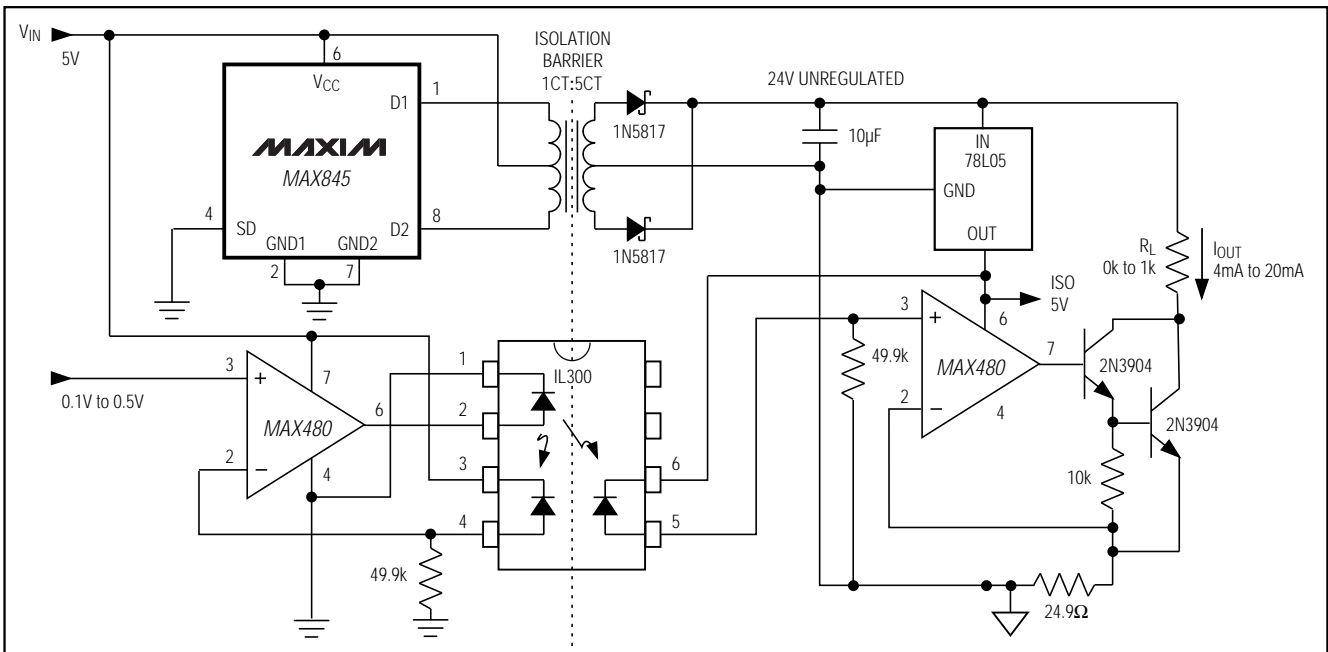 VIN
5V
6
VCC
D1
1
MAXIM
MAX845
4
SD
D2
8
GND1
GND2
2
7
ISOLATION
BARRIER
1CT:5CT
1N5817
1N5817
24V UNREGULATED
10µF
IN
78L05
GND
OUT
RL
0k to 1k
IOUT
4mA to 20mA
ISO
5V
0.1V to 0.5V
3
+
7
MAX480
6
2
−
4
49.9k
1
IL300
2
3
4
6
5
49.9k
3
+
6
MAX480
7
2
−
4
2N3904
2N3904
10k
24.9Ω